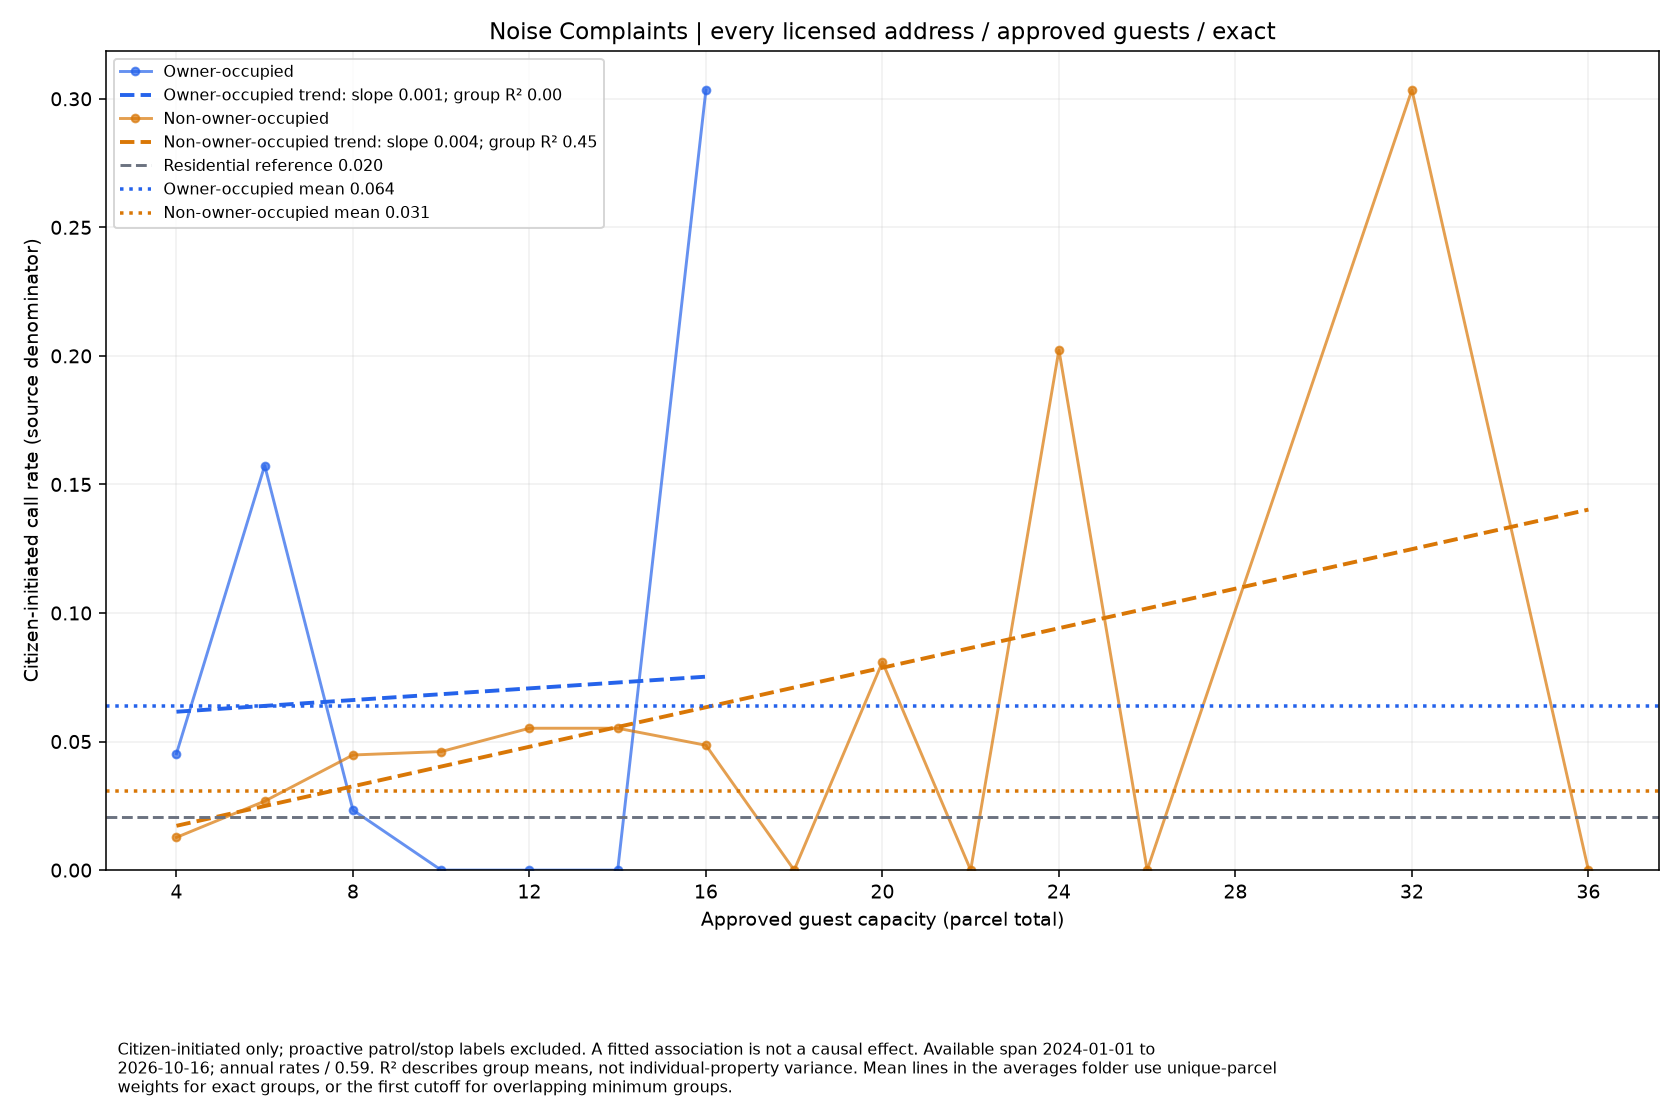 Noise Complaints | every licensed address / approved guests / exact
Owner-occupied
Owner-occupied trend: slope 0.001; group R² 0.00
Non-owner-occupied
Non-owner-occupied trend: slope 0.004; group R² 0.45
Residential reference 0.020
Owner-occupied mean 0.064
Non-owner-occupied mean 0.031
Citizen-initiated call rate (source denominator)
0.30
0.25
0.20
0.15
0.10
0.05
0.00
4 8 12 16 20 24 28 32 36
Approved guest capacity (parcel total)
Citizen-initiated only; proactive patrol/stop labels excluded. A fitted association is not a causal effect. Available span 2024-01-01 to
2026-10-16; annual rates / 0.59. R² describes group means, not individual-property variance. Mean lines in the averages folder use unique-parcel
weights for exact groups, or the first cutoff for overlapping minimum groups.